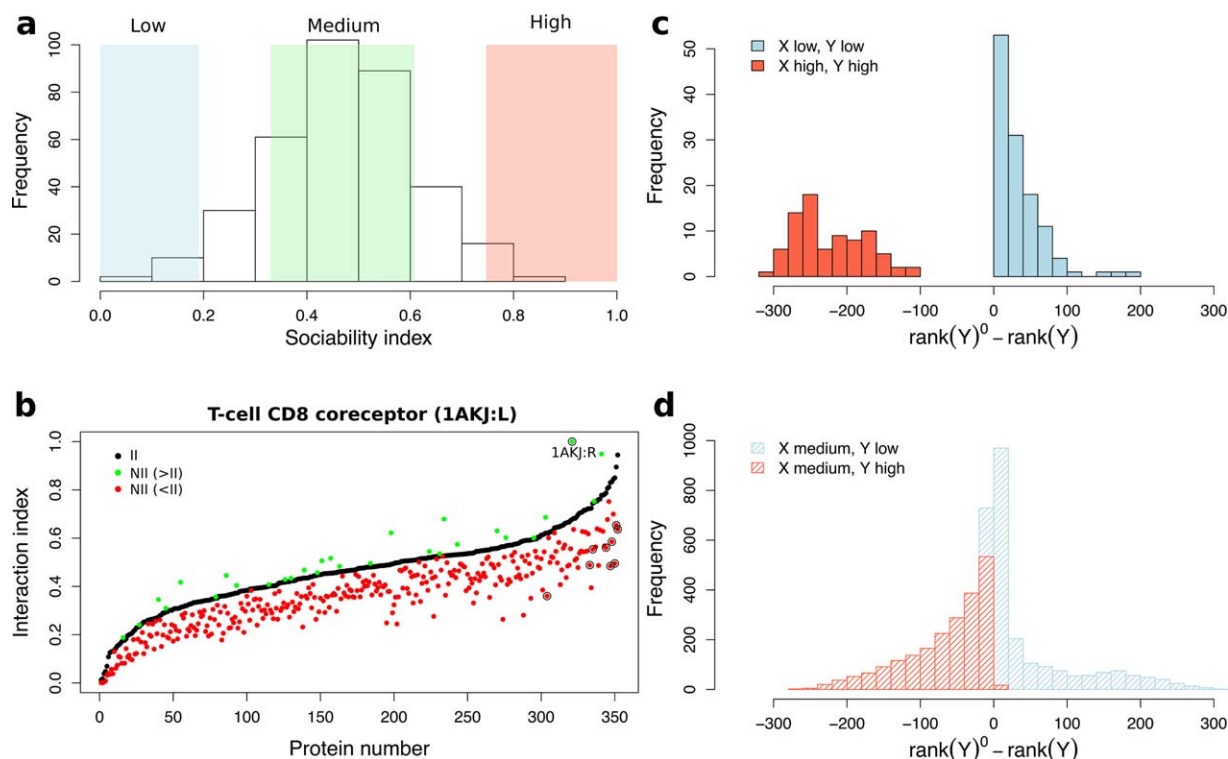 a
Low
Medium
High
Frequency
0
20
40
60
80
100
0.0
0.2
0.4
0.6
0.8
1.0
Sociability index
b
T-cell CD8 coreceptor (1AKJ:L)
II
NII (>II)
NII (<II)
1AKJ:R
Interaction index
0.0
0.2
0.4
0.6
0.8
1.0
0
50
100
150
200
250
300
350
Protein number
c
X low, Y low
X high, Y high
Frequency
0
10
20
30
40
50
−300
−200
−100
0
100
200
300
rank(Y)⁰ − rank(Y)
d
X medium, Y low
X medium, Y high
Frequency
0
200
400
600
800
1000
−300
−200
−100
0
100
200
300
rank(Y)⁰ − rank(Y)